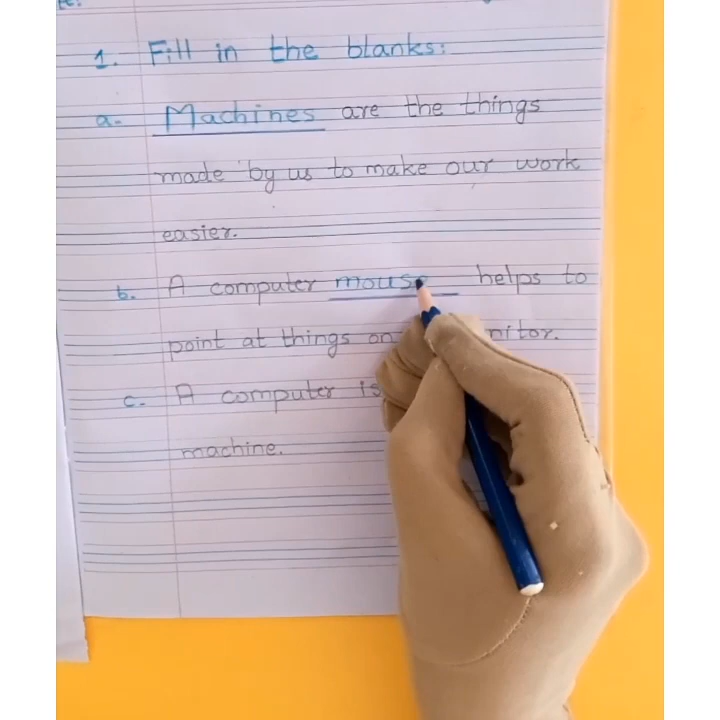 1. Fill in the blanks:
a- Machines are the things
made by us to make our work
easier.
b. A computer mouse helps to
point at things on nitor.
c. A computer is
machine.